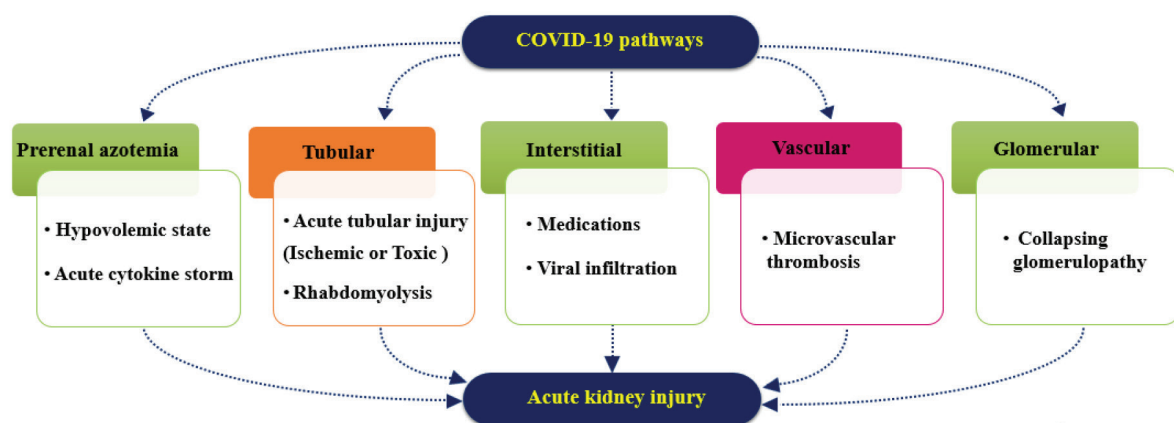 COVID-19 pathways
Prerenal azotemia
• Hypovolemic state
• Acute cytokine storm
Tubular
• Acute tubular injury
(Ischemic or Toxic )
• Rhabdomyolysis
Interstitial
• Medications
• Viral infiltration
Vascular
• Microvascular
thrombosis
Glomerular
• Collapsing
glomerulopathy
Acute kidney injury